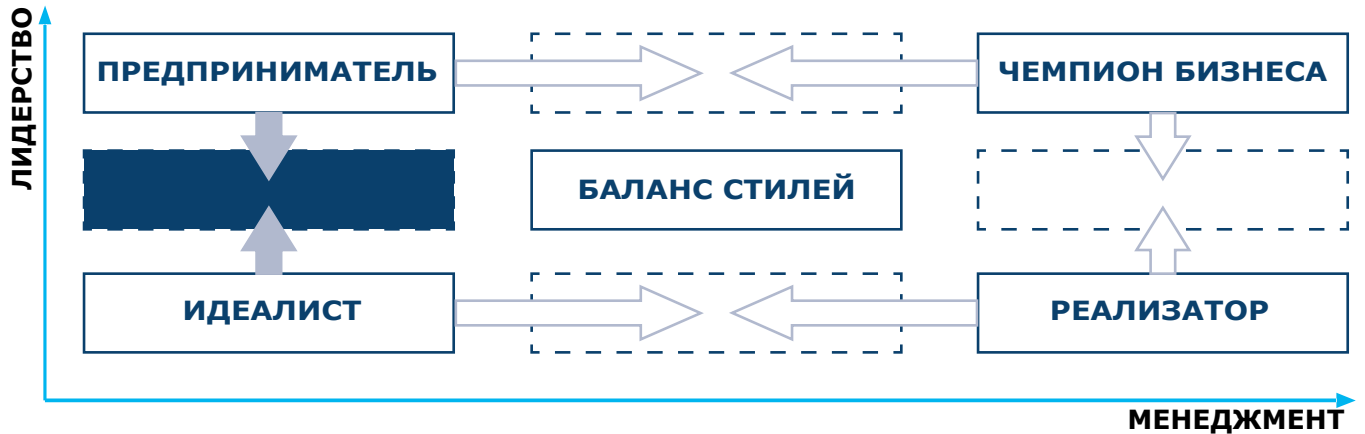 ЛИДЕРСТВО
ПРЕДПРИНИМАТЕЛЬ
ЧЕМПИОН БИЗНЕСА
БАЛАНС СТИЛЕЙ
ИДЕАЛИСТ
РЕАЛИЗАТОР
МЕНЕДЖМЕНТ